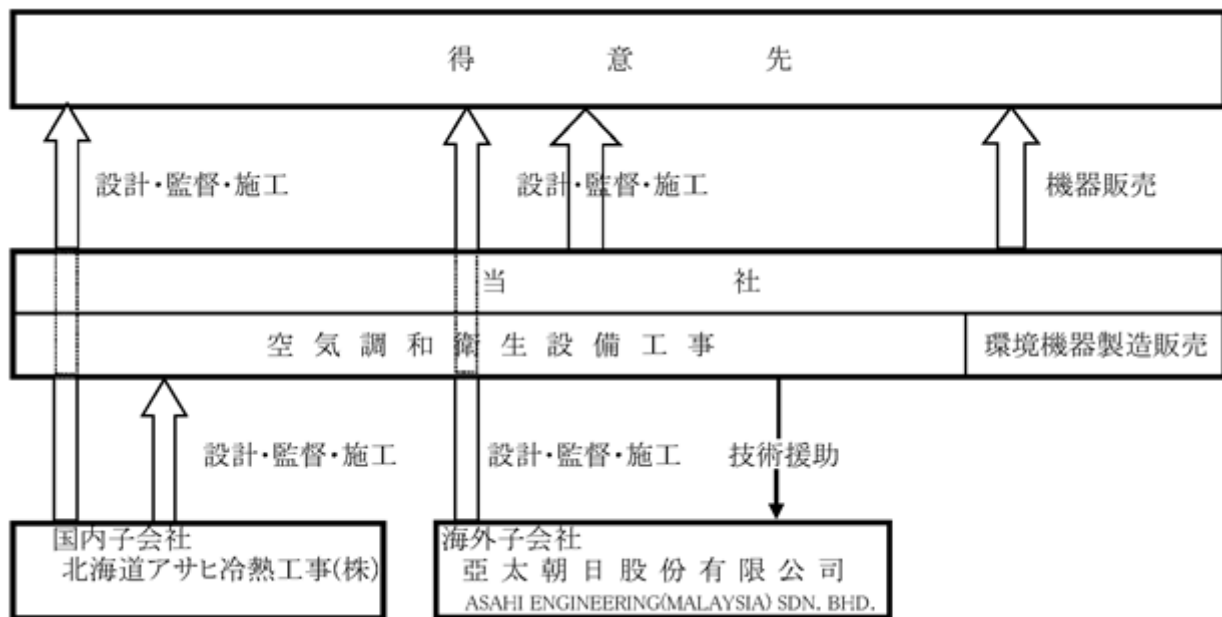 得意先
設計・監督・施工
設計・監督・施工
機器販売
当社
空気調和衛生設備工事
環境機器製造販売
設計・監督・施工
設計・監督・施工
技術援助
国内子会社
北海道アサヒ冷熱工事(株)
海外子会社
亞太朝日股份有限公司
ASAHI ENGINEERING(MALAYSIA) SDN. BHD.